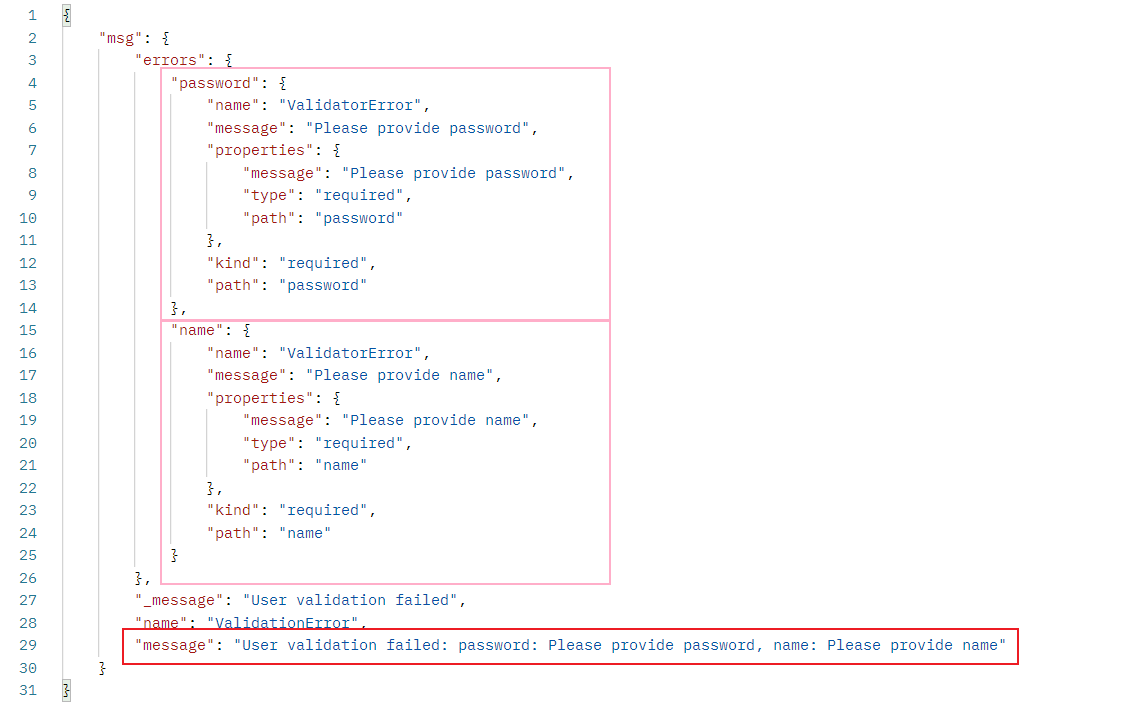 1 {
2     "msg": {
3         "errors": {
4             "password": {
5                 "name": "ValidatorError",
6                 "message": "Please provide password",
7                 "properties": {
8                     "message": "Please provide password",
9                     "type": "required",
10                     "path": "password"
11                 },
12                 "kind": "required",
13                 "path": "password"
14             },
15             "name": {
16                 "name": "ValidatorError",
17                 "message": "Please provide name",
18                 "properties": {
19                     "message": "Please provide name",
20                     "type": "required",
21                     "path": "name"
22                 },
23                 "kind": "required",
24                 "path": "name"
25             }
26         },
27         "_message": "User validation failed",
28         "name": "ValidationError",
29         "message": "User validation failed: password: Please provide password, name: Please provide name"
30     }
31 }